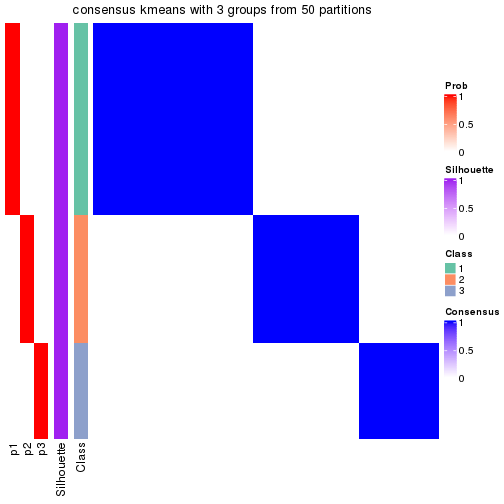 consensus kmeans with 3 groups from 50 partitions
p1
p2
p3
Silhouette
Class
Prob
1
0.5
0
Silhouette
1
0.5
0
Class
1
2
3
Consensus
1
0.5
0